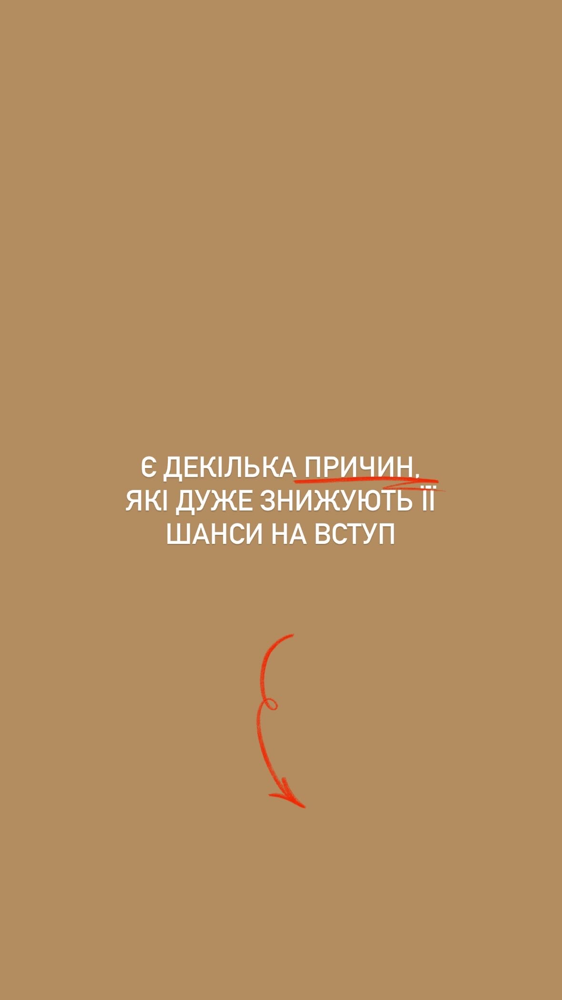 Є ДЕКІЛЬКА ПРИЧИН,
ЯКІ ДУЖЕ ЗНИЖУЮТЬ ЇЇ
ШАНСИ НА ВСТУП